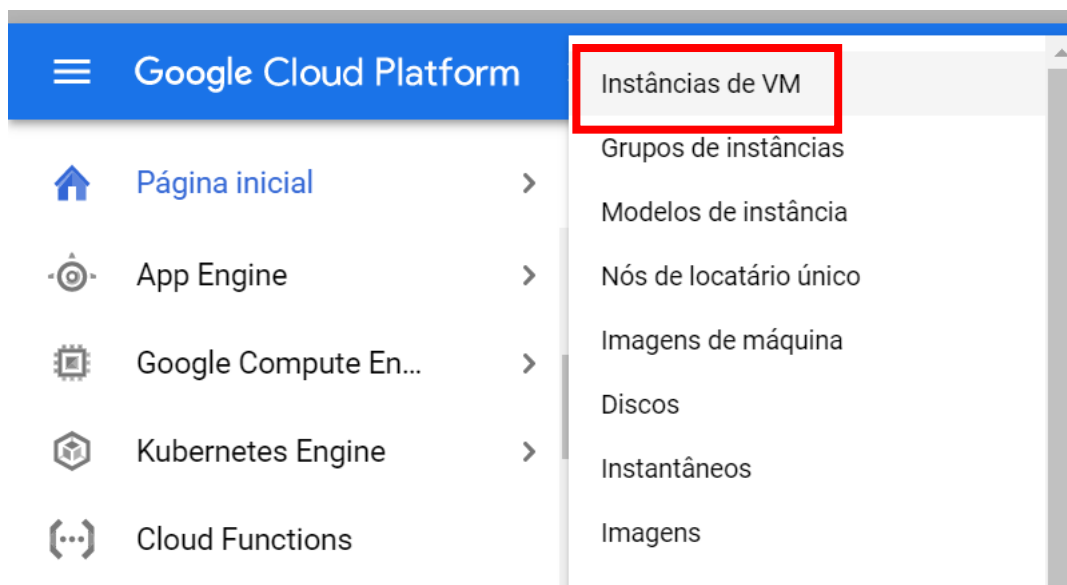 Google Cloud Platform
Página inicial
App Engine
Google Compute En...
Kubernetes Engine
Cloud Functions
Instâncias de VM
Grupos de instâncias
Modelos de instância
Nós de locatário único
Imagens de máquina
Discos
Instantâneos
Imagens